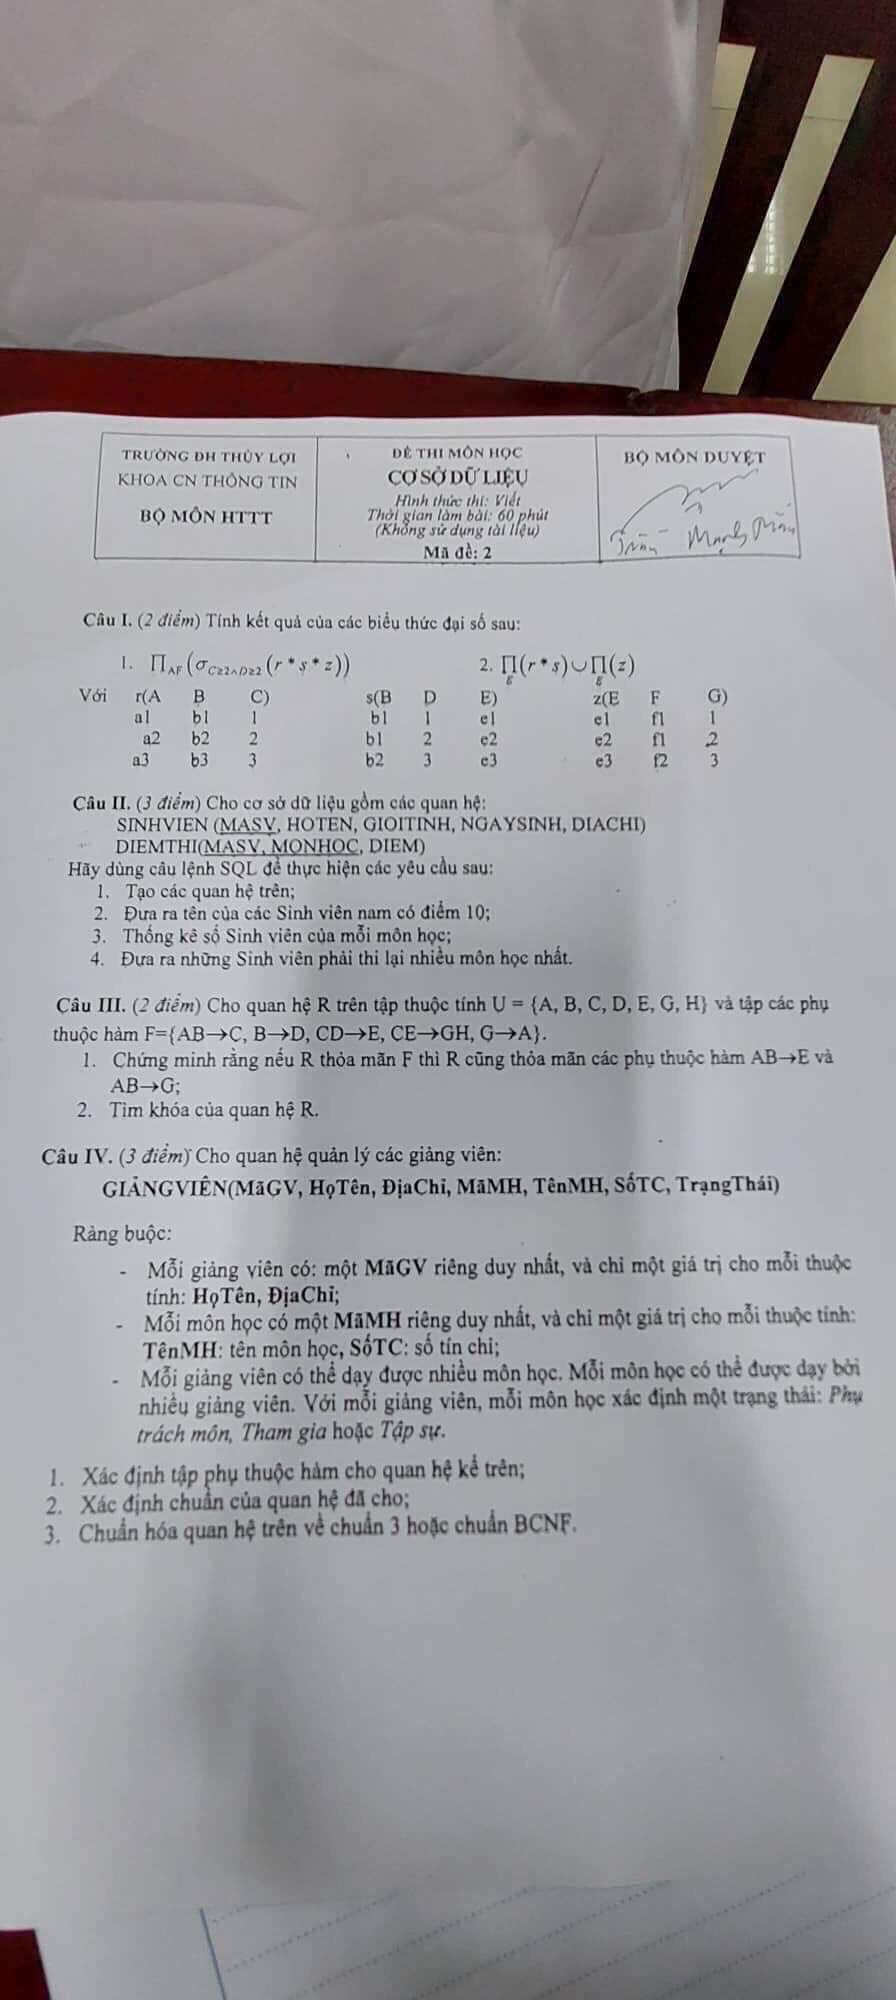 TRƯỜNG ĐH THỦY LỢI
KHOA CN THÔNG TIN
BỘ MÔN HTTT
ĐỀ THI MÔN HỌC
CƠ SỞ DỮ LIỆU
Hình thức thi: Viết
Thời gian làm bài: 60 phút
(Không sử dụng tài liệu)
Mã đề: 2
BỘ MÔN DUYỆT
Trần Mạnh Tuấn
Câu I. (2 điểm) Tính kết quả của các biểu thức đại số sau:
1. ∏AF(σC≥2∧D≥2(r * s * z)) 2. ∏E(r * s) ∪ ∏E(z)
Với r(A B C) s(B D E) z(E F G)
a1 b1 1 b1 1 e1 e1 f1 1
a2 b2 2 b1 2 e2 e2 f1 2
a3 b3 3 b2 3 e3 e3 f2 3
Câu II. (3 điểm) Cho cơ sở dữ liệu gồm các quan hệ:
SINHVIEN (MASV, HOTEN, GIOITINH, NGAYSINH, DIACHI)
DIEMTHI(MASV, MONHOC, DIEM)
Hãy dùng câu lệnh SQL để thực hiện các yêu cầu sau:
1. Tạo các quan hệ trên;
2. Đưa ra tên của các Sinh viên nam có điểm 10;
3. Thống kê số Sinh viên của mỗi môn học;
4. Đưa ra những Sinh viên phải thi lại nhiều môn học nhất.
Câu III. (2 điểm) Cho quan hệ R trên tập thuộc tính U = {A, B, C, D, E, G, H} và tập các phụ
thuộc hàm F={AB→C, B→D, CD→E, CE→GH, G→A}.
1. Chứng minh rằng nếu R thỏa mãn F thì R cũng thỏa mãn các phụ thuộc hàm AB→E và
AB→G;
2. Tìm khóa của quan hệ R.
Câu IV. (3 điểm) Cho quan hệ quản lý các giảng viên:
GIẢNGVIÊN(MãGV, HọTên, ĐịaChỉ, MãMH, TênMH, SốTC, TrạngThái)
Ràng buộc:
- Mỗi giảng viên có: một MãGV riêng duy nhất, và chỉ một giá trị cho mỗi thuộc
tính: HọTên, ĐịaChỉ;
- Mỗi môn học có một MãMH riêng duy nhất, và chỉ một giá trị cho mỗi thuộc tính:
TênMH: tên môn học, SốTC: số tín chỉ;
- Mỗi giảng viên có thể dạy được nhiều môn học. Mỗi môn học có thể được dạy bởi
nhiều giảng viên. Với mỗi giảng viên, mỗi môn học xác định một trạng thái: Phụ
trách môn, Tham gia hoặc Tập sự.
1. Xác định tập phụ thuộc hàm cho quan hệ kể trên;
2. Xác định chuẩn của quan hệ đã cho;
3. Chuẩn hóa quan hệ trên về chuẩn 3 hoặc chuẩn BCNF.